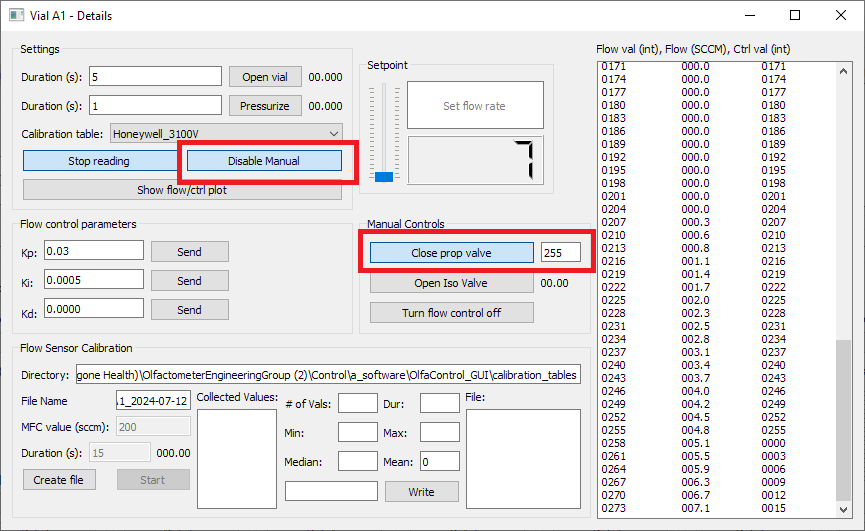 Vial A1 - Details
Settings
Duration (s): 5 Open vial 00.000
Duration (s): 1 Pressurize 00.000
Calibration table: Honeywell_3100V
Stop reading Disable Manual
Show flow/ctrl plot
Setpoint
Set flow rate
7
Flow control parameters
Kp: 0.03 Send
Ki: 0.0005 Send
Kd: 0.0000 Send
Manual Controls
Close prop valve 255
Open Iso Valve 00.00
Turn flow control off
Flow Sensor Calibration
Directory: gone Health)\OlfactometerEngineeringGroup (2)\Control\a_software\OlfaControl_GUI\calibration_tables
File Name A1_2024-07-12
MFC value (sccm): 200
Duration (s): 15 000.00
Create file Start
Collected Values:
# of Vals: Dur:
Min: Max:
Median: Mean: 0
Write
File:
Flow val (int), Flow (SCCM), Ctrl val (int)
0171 000.0 0171
0174 000.0 0174
0177 000.0 0177
0180 000.0 0180
0183 000.0 0183
0186 000.0 0186
0189 000.0 0189
0192 000.0 0192
0195 000.0 0195
0198 000.0 0198
0201 000.0 0201
0204 000.0 0204
0207 000.3 0207
0210 000.6 0210
0213 000.8 0213
0216 001.1 0216
0219 001.4 0219
0222 001.7 0222
0225 002.0 0225
0228 002.3 0228
0231 002.5 0231
0234 002.8 0234
0237 003.1 0237
0240 003.4 0240
0243 003.7 0243
0246 004.0 0246
0249 004.2 0249
0252 004.5 0252
0255 004.8 0255
0258 005.1 0000
0261 005.5 0003
0264 005.9 0006
0267 006.3 0009
0270 006.7 0012
0273 007.1 0015